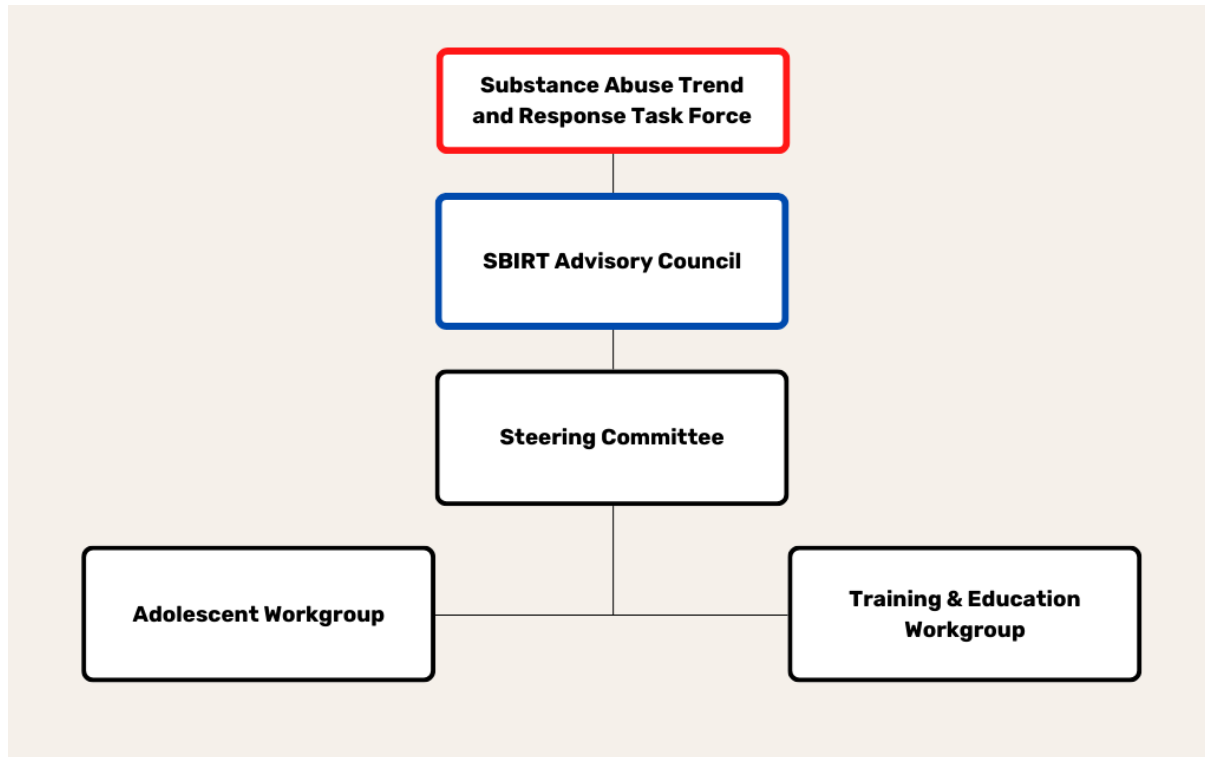 Substance Abuse Trend
and Response Task Force
SBIRT Advisory Council
Steering Committee
Adolescent Workgroup
Training & Education
Workgroup